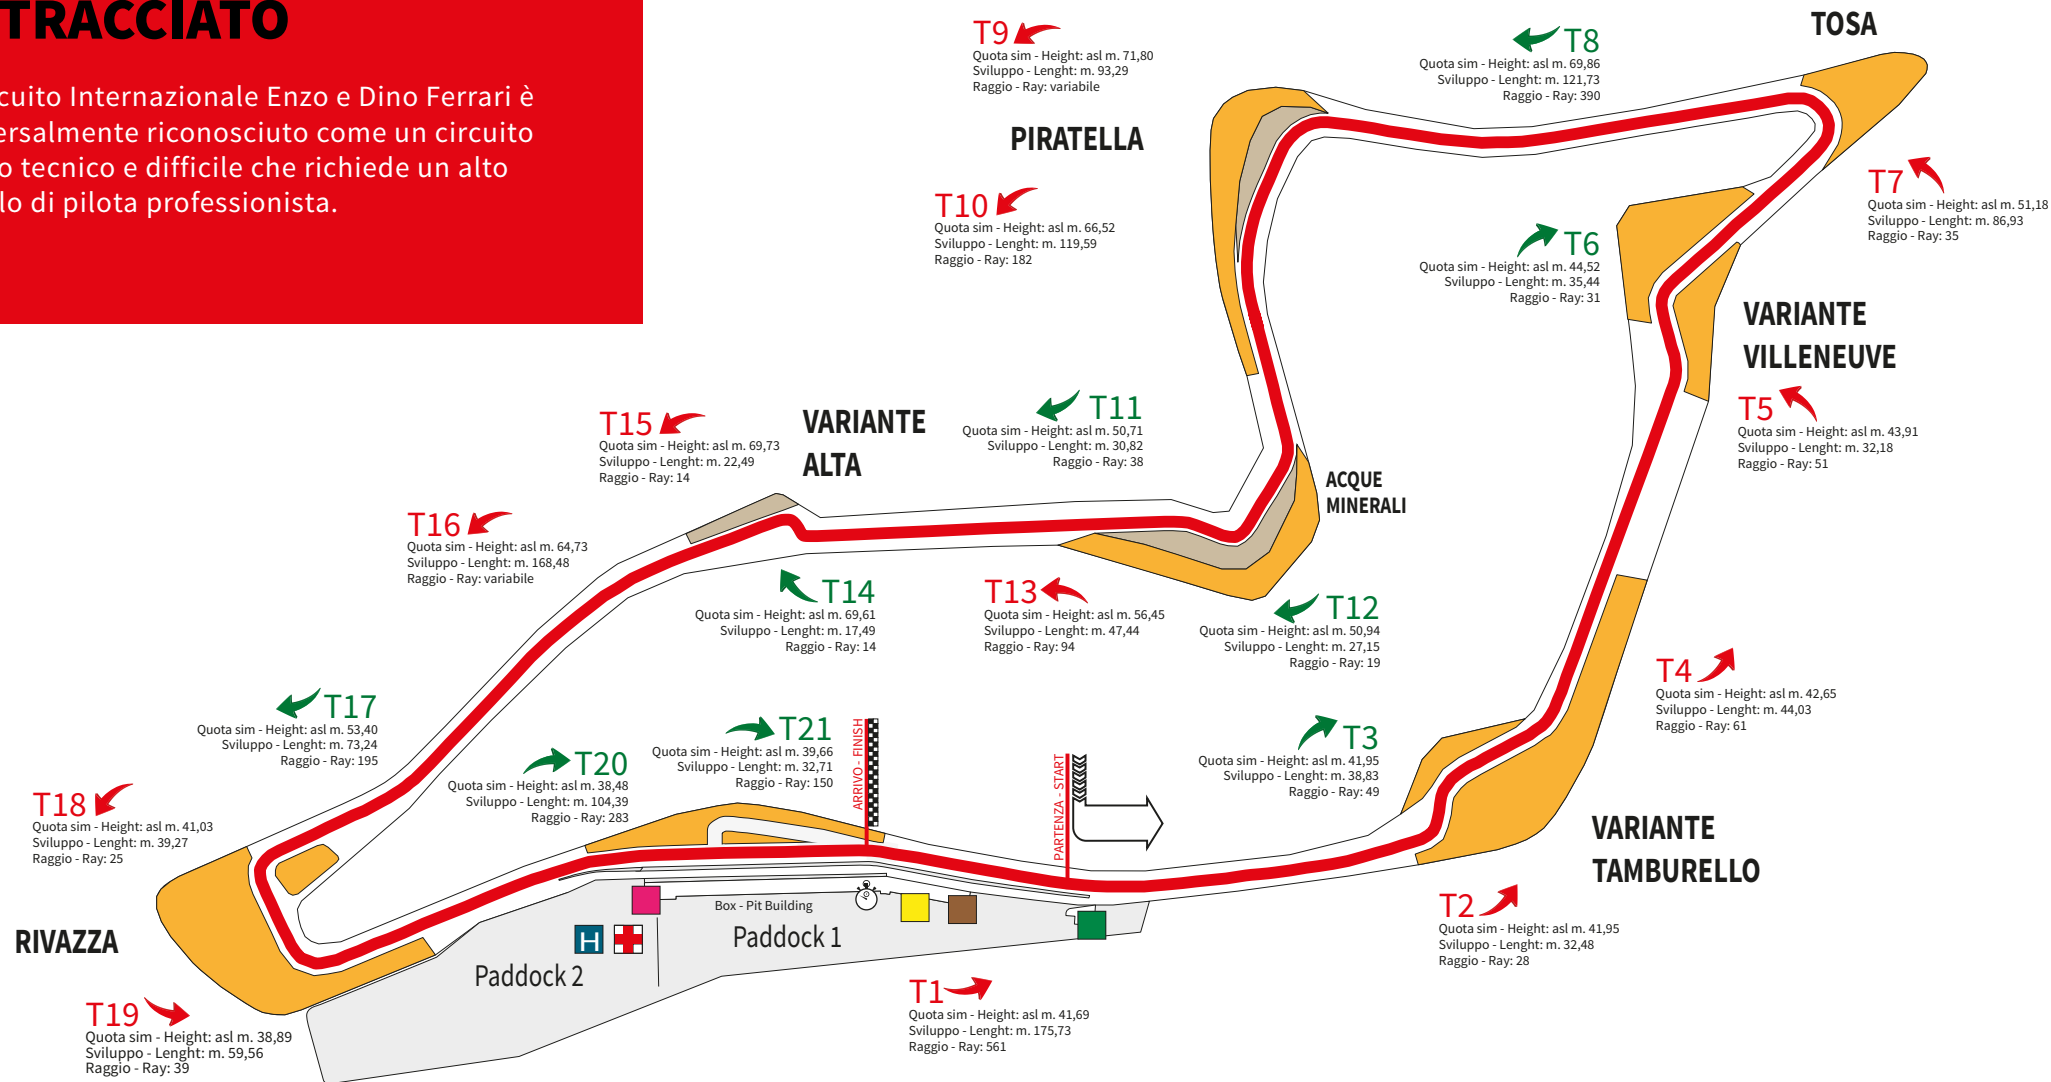 TRACCIATO
cuito Internazionale Enzo e Dino Ferrari è
ersalmente riconosciuto come un circuito
o tecnico e difficile che richiede un alto
lo di pilota professionista.
T9
Quota sim - Height: asl m. 71,80
Sviluppo - Lenght: m. 93,29
Raggio - Ray: variabile
T8
Quota sim - Height: asl m. 69,86
Sviluppo - Lenght: m. 121,73
Raggio - Ray: 390
TOSA
PIRATELLA
T7
Quota sim - Height: asl m. 51,18
Sviluppo - Lenght: m. 86,93
Raggio - Ray: 35
T10
Quota sim - Height: asl m. 66,52
Sviluppo - Lenght: m. 119,59
Raggio - Ray: 182
T6
Quota sim - Height: asl m. 44,52
Sviluppo - Lenght: m. 35,44
Raggio - Ray: 31
VARIANTE
VILLENEUVE
T5
Quota sim - Height: asl m. 43,91
Sviluppo - Lenght: m. 32,18
Raggio - Ray: 51
T15
Quota sim - Height: asl m. 69,73
Sviluppo - Lenght: m. 22,49
Raggio - Ray: 14
VARIANTE
ALTA
T11
Quota sim - Height: asl m. 50,71
Sviluppo - Lenght: m. 30,82
Raggio - Ray: 38
ACQUE
MINERALI
T16
Quota sim - Height: asl m. 64,73
Sviluppo - Lenght: m. 168,48
Raggio - Ray: variabile
T14
Quota sim - Height: asl m. 69,61
Sviluppo - Lenght: m. 17,49
Raggio - Ray: 14
T13
Quota sim - Height: asl m. 56,45
Sviluppo - Lenght: m. 47,44
Raggio - Ray: 94
T12
Quota sim - Height: asl m. 50,94
Sviluppo - Lenght: m. 27,15
Raggio - Ray: 19
T4
Quota sim - Height: asl m. 42,65
Sviluppo - Lenght: m. 44,03
Raggio - Ray: 61
T17
Quota sim - Height: asl m. 53,40
Sviluppo - Lenght: m. 73,24
Raggio - Ray: 195
T21
Quota sim - Height: asl m. 39,66
Sviluppo - Lenght: m. 32,71
Raggio - Ray: 150
ARRIVO - FINISH
PARTENZA - START
T3
Quota sim - Height: asl m. 41,95
Sviluppo - Lenght: m. 38,83
Raggio - Ray: 49
T20
Quota sim - Height: asl m. 38,48
Sviluppo - Lenght: m. 104,39
Raggio - Ray: 283
T18
Quota sim - Height: asl m. 41,03
Sviluppo - Lenght: m. 39,27
Raggio - Ray: 25
VARIANTE
TAMBURELLO
T2
Quota sim - Height: asl m. 41,95
Sviluppo - Lenght: m. 32,48
Raggio - Ray: 28
Box - Pit Building
Paddock 1
H
RIVAZZA
Paddock 2
T1
Quota sim - Height: asl m. 41,69
Sviluppo - Lenght: m. 175,73
Raggio - Ray: 561
T19
Quota sim - Height: asl m. 38,89
Sviluppo - Lenght: m. 59,56
Raggio - Ray: 39